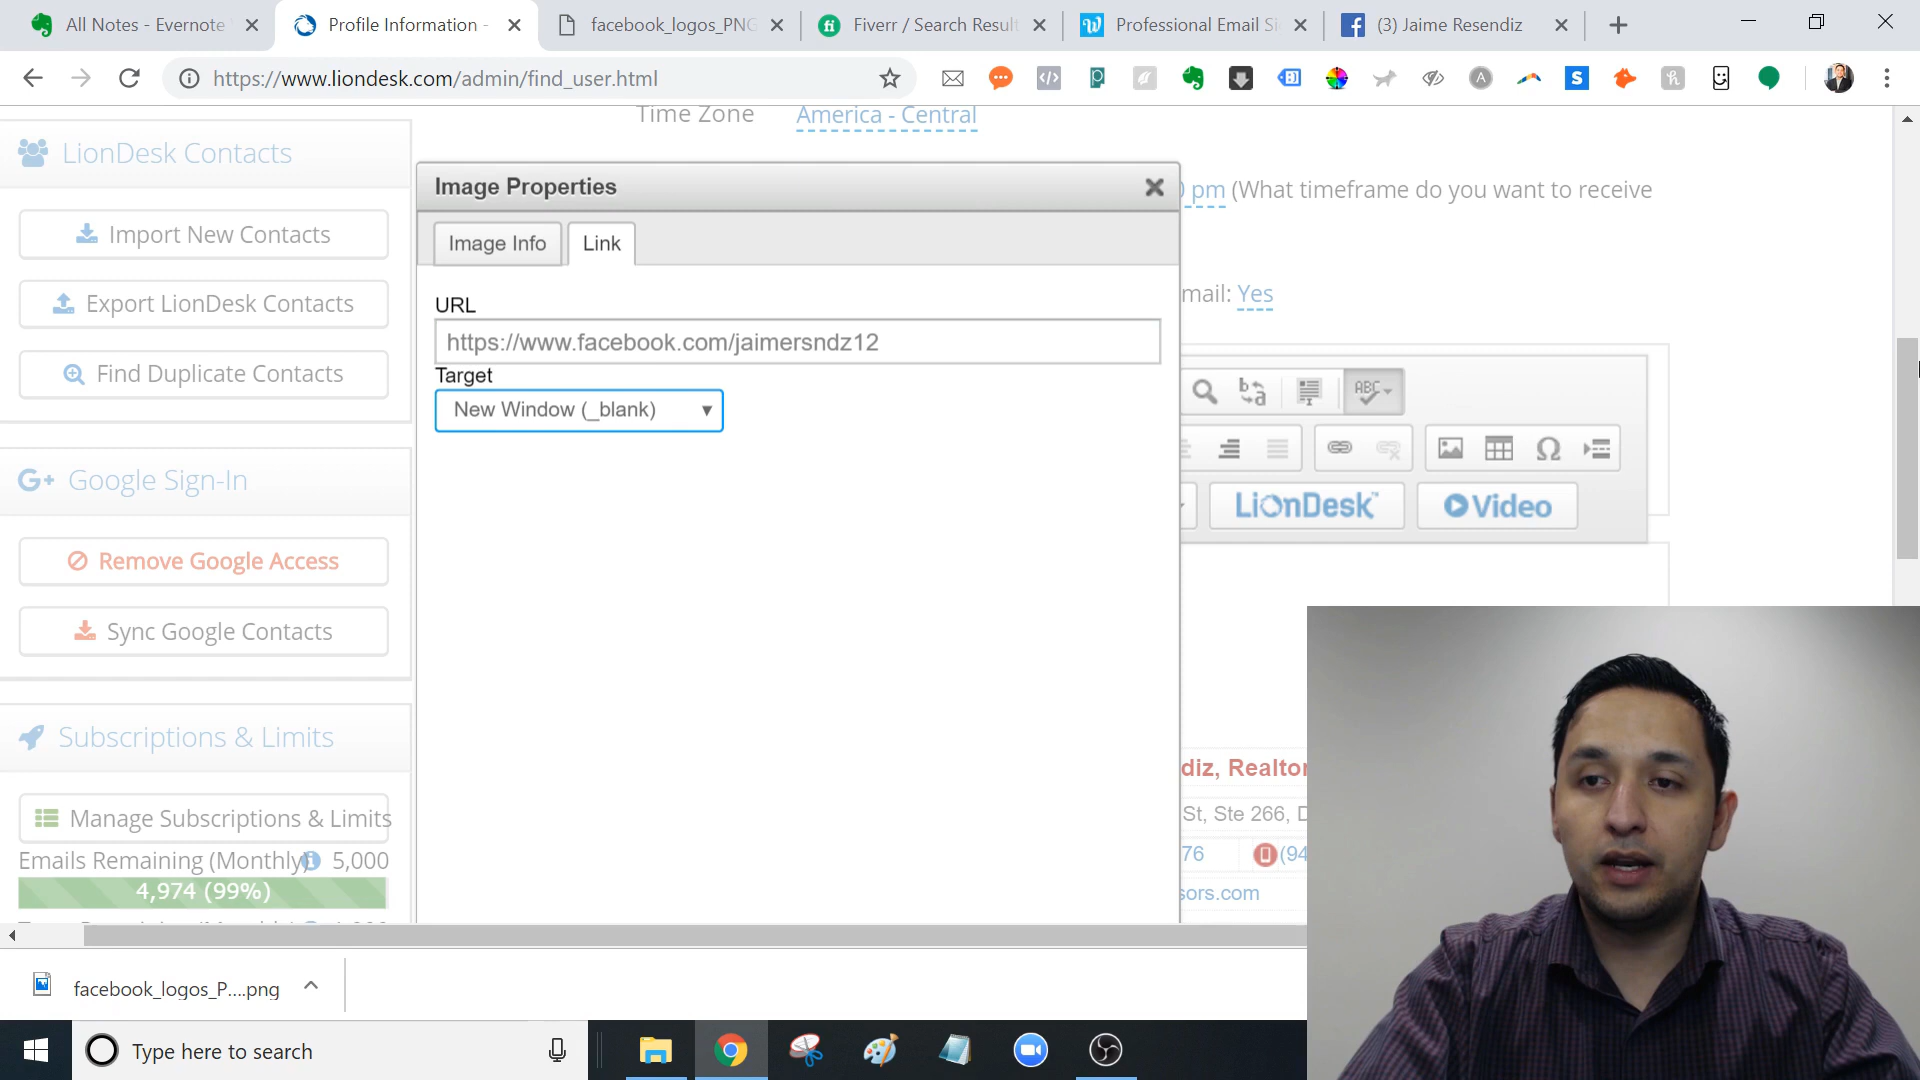 All Notes - Evernote
Profile Information -
facebook_logos_PNG
Fiverr / Search Result
Professional Email Si
(3) Jaime Resendiz
https://www.liondesk.com/admin/find_user.html
Time Zone America - Central
LionDesk Contacts
Import New Contacts
Export LionDesk Contacts
Find Duplicate Contacts
Google Sign-In
Remove Google Access
Sync Google Contacts
Subscriptions & Limits
Manage Subscriptions & Limits
Emails Remaining (Monthly) 5,000
4,974 (99%)
Image Properties
Image Info Link
URL
https://www.facebook.com/jaimersndz12
Target
New Window (_blank)
pm (What timeframe do you want to receive
mail: Yes
ABC
LionDesk™ Video
diz, Realtor
St, Ste 266, D
76 (94
sors.com
facebook_logos_P....png
Type here to search